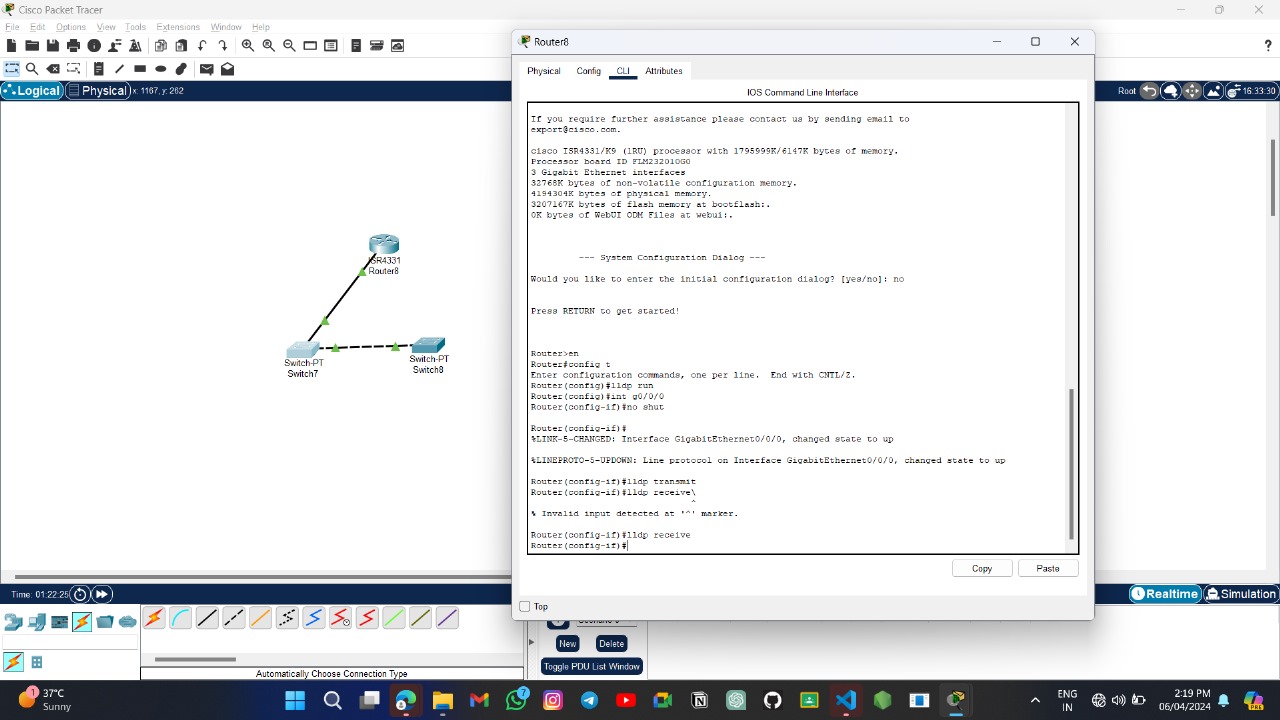 Cisco Packet Tracer
File Edit Options View Tools Extensions Window Help
Logical Physical x: 1167, y: 262
Root 16:33:30
ISR4331
Router8
Switch-PT
Switch7
Switch-PT
Switch8
Router8
Physical Config CLI Attributes
IOS Command Line Interface
If you require further assistance please contact us by sending email to
export@cisco.com.
cisco ISR4331/K9 (1RU) processor with 1795999K/6147K bytes of memory.
Processor board ID FLM232010G0
3 Gigabit Ethernet interfaces
32768K bytes of non-volatile configuration memory.
4194304K bytes of physical memory.
3207167K bytes of flash memory at bootflash:.
0K bytes of WebUI ODM Files at webui:.
--- System Configuration Dialog ---
Would you like to enter the initial configuration dialog? [yes/no]: no
Press RETURN to get started!
Router>en
Router#config t
Enter configuration commands, one per line. End with CNTL/Z.
Router(config)#lldp run
Router(config)#int g0/0/0
Router(config-if)#no shut
Router(config-if)#
%LINK-5-CHANGED: Interface GigabitEthernet0/0/0, changed state to up
%LINEPROTO-5-UPDOWN: Line protocol on Interface GigabitEthernet0/0/0, changed state to up
Router(config-if)#lldp transmit
Router(config-if)#lldp receive\
^
% Invalid input detected at '^' marker.
Router(config-if)#lldp receive
Router(config-if)#
Copy Paste
Top
Time: 01:22:25
Realtime Simulation
New Delete
Toggle PDU List Window
Automatically Choose Connection Type
1
37°C
Sunny
7
ENG
IN
2:19 PM
06/04/2024
PRE